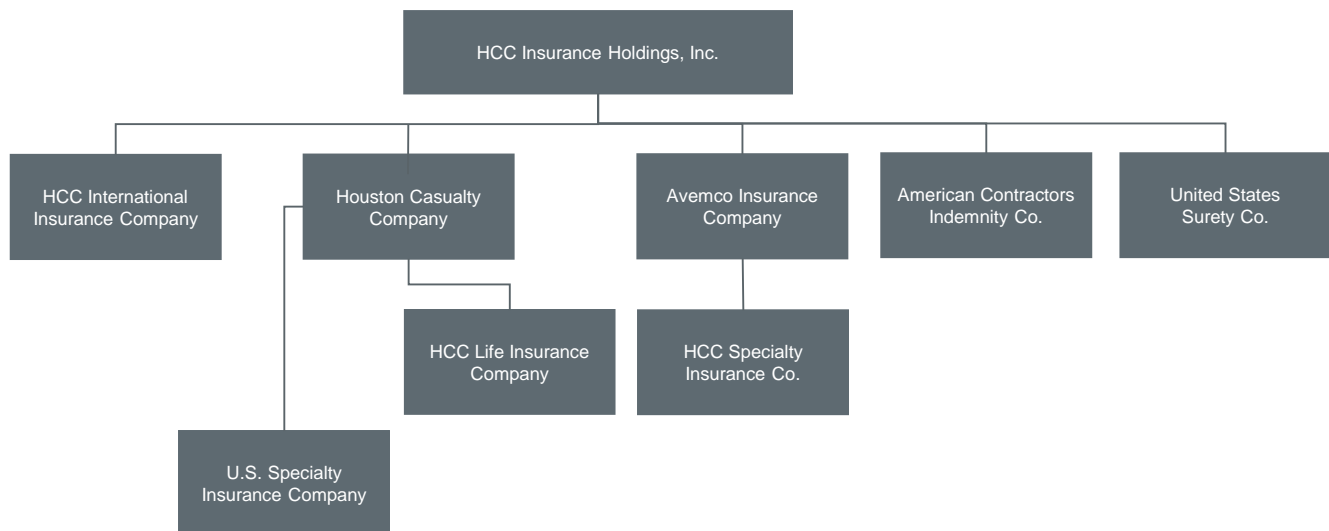 HCC Insurance Holdings, Inc.
HCC International
Insurance Company
Houston Casualty
Company
Avemco Insurance
Company
American Contractors
Indemnity Co.
United States
Surety Co.
HCC Life Insurance
Company
HCC Specialty
Insurance Co.
U.S. Specialty
Insurance Company